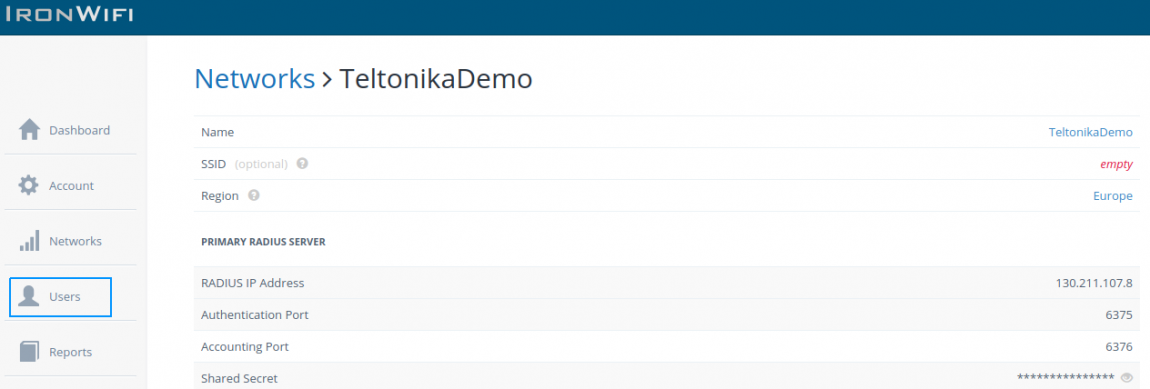 IronWifi
Networks > TeltonikaDemo
Dashboard
Account
Networks
Users
Reports
Name TeltonikaDemo
SSID (optional) ? empty
Region ? Europe
PRIMARY RADIUS SERVER
RADIUS IP Address 130.211.107.8
Authentication Port 6375
Accounting Port 6376
Shared Secret ***************